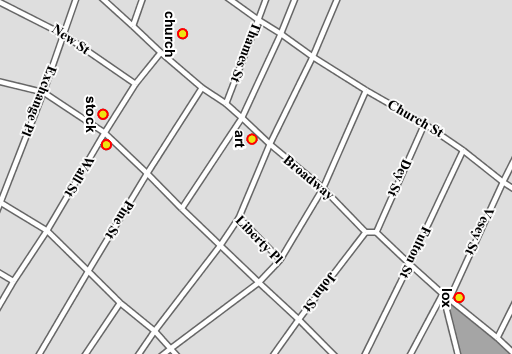 church
New St
Thames St
Exchange Pl
stock
art
Church St
Wall St
Broadway
Dey St
Pine St
Liberty Pl
Fulton St
Vesey St
John St
lox